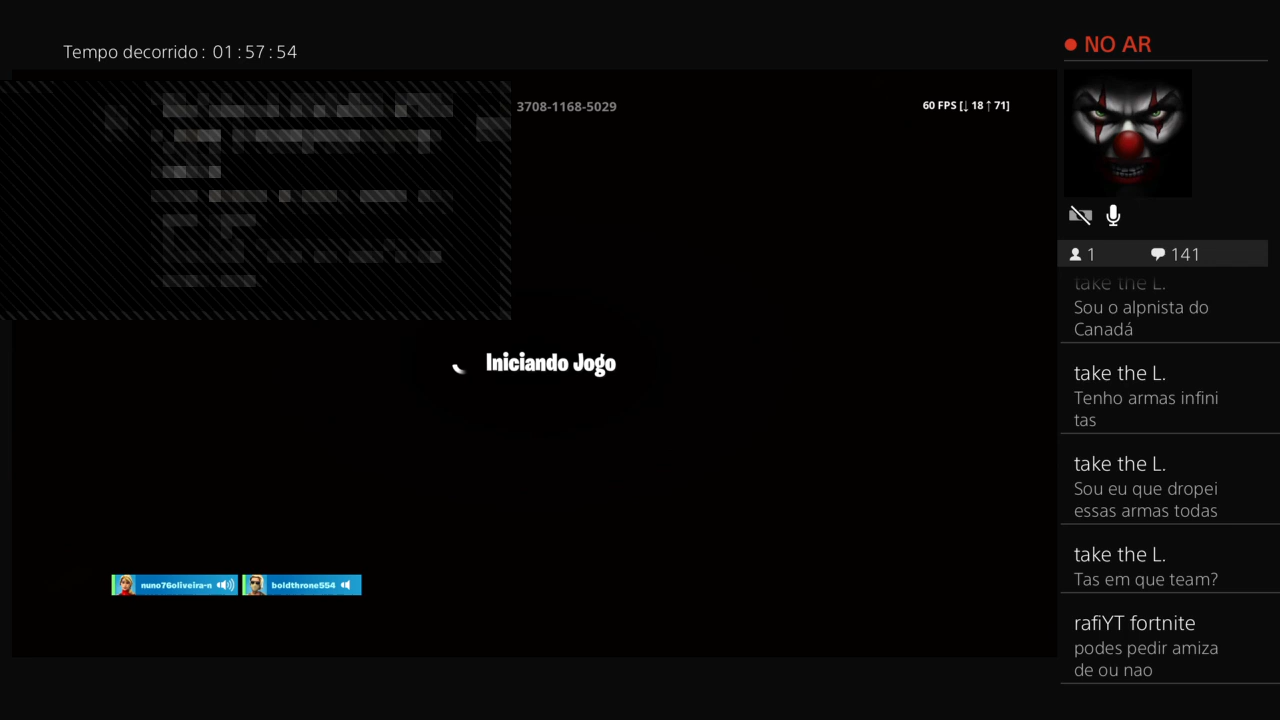 Tempo decorrido: 01:57:54
NO AR
3708-1168-5029
60 FPS [↓ 18 ↑ 71]
1
141
take the L.
Sou o alpnista do
Canadá
take the L.
Tenho armas infini
tas
take the L.
Sou eu que dropei
essas armas todas
take the L.
Tas em que team?
rafiYT fortnite
podes pedir amiza
de ou nao
Iniciando Jogo
nuno76oliveira-n
boldthrone554